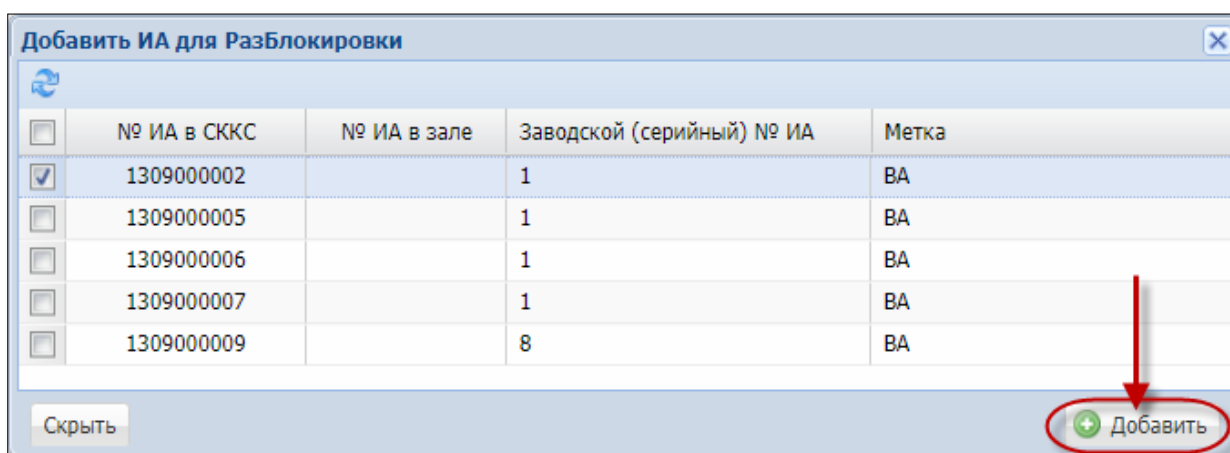 Добавить ИА для РазБлокировки
№ ИА в СККС № ИА в зале Заводской (серийный) № ИА Метка
1309000002 1 ВА
1309000005 1 ВА
1309000006 1 ВА
1309000007 1 ВА
1309000009 8 ВА
Скрыть Добавить